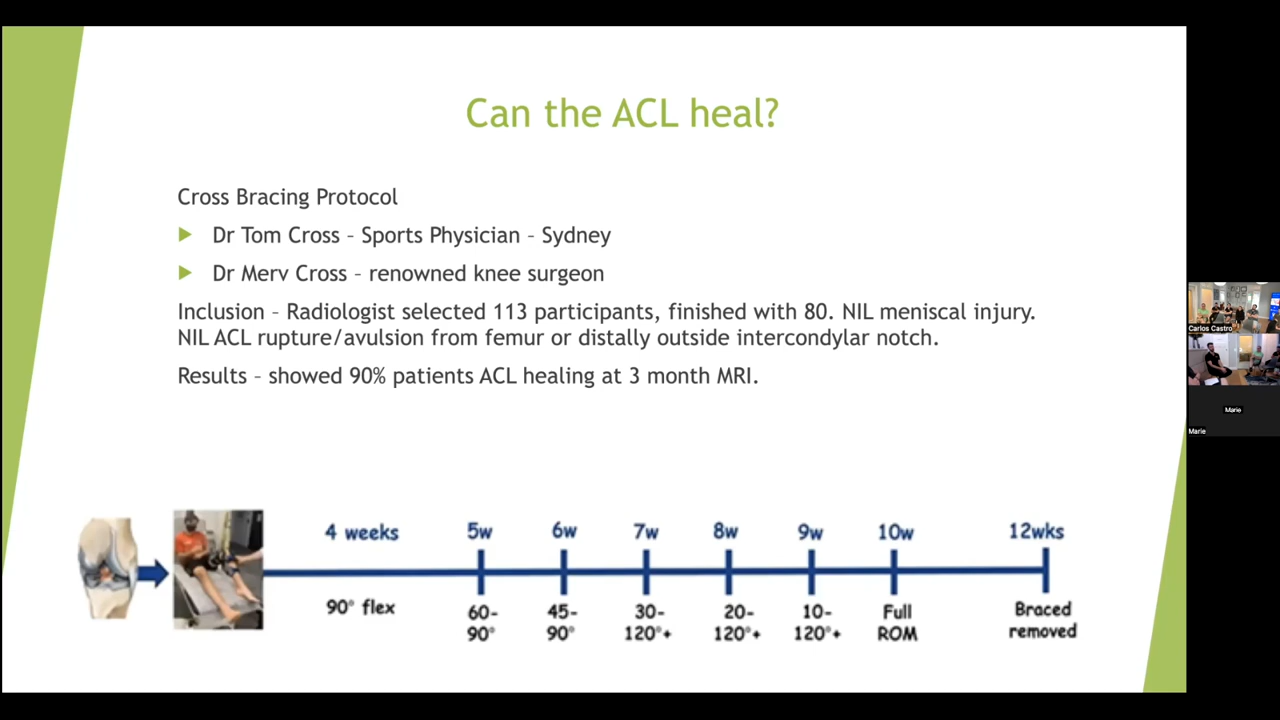 Can the ACL heal?
Cross Bracing Protocol
Dr Tom Cross – Sports Physician – Sydney
Dr Merv Cross – renowned knee surgeon
Inclusion – Radiologist selected 113 participants, finished with 80. NIL meniscal injury.
NIL ACL rupture/avulsion from femur or distally outside intercondylar notch.
Results – showed 90% patients ACL healing at 3 month MRI.
4 weeks 5w 6w 7w 8w 9w 10w 12wks
90° flex 60- 45- 30- 20- 10- Full Braced
90° 90° 120°+ 120°+ 120°+ ROM removed
Carlos Castro
Marie
Marie